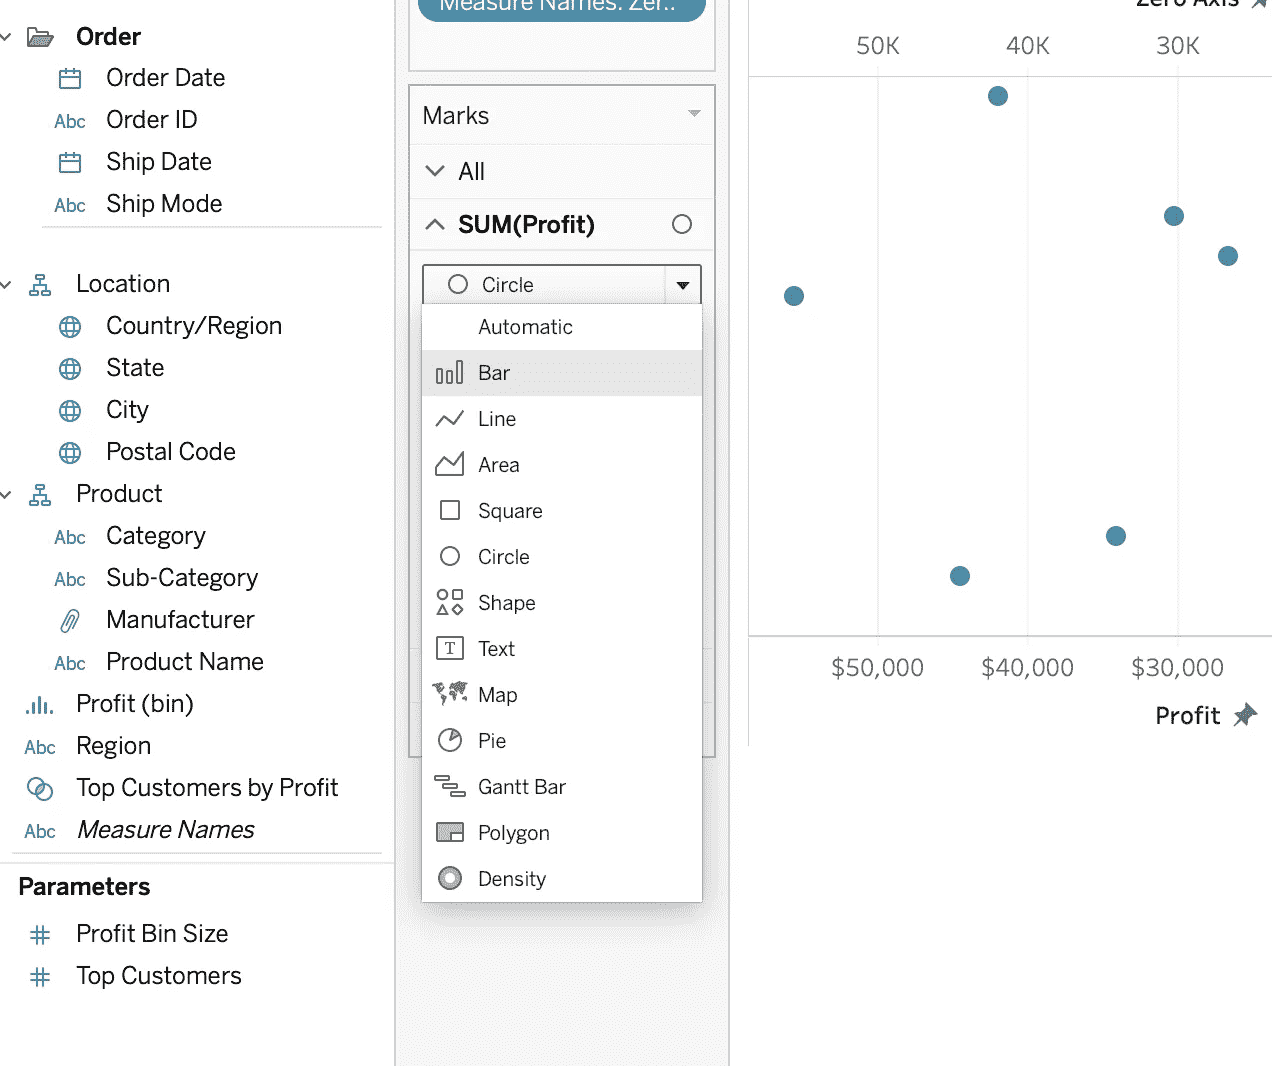 Order
Order Date
Abc Order ID
Ship Date
Abc Ship Mode
Location
Country/Region
State
City
Postal Code
Product
Abc Category
Abc Sub-Category
Manufacturer
Abc Product Name
Profit (bin)
Abc Region
Top Customers by Profit
Abc Measure Names
Parameters
Profit Bin Size
Top Customers
Measure Names: Zer..
Marks
All
SUM(Profit)
Circle
Automatic
Bar
Line
Area
Square
Circle
Shape
T Text
Map
Pie
Gantt Bar
Polygon
Density
Zero Axis
50K 40K 30K
$50,000 $40,000 $30,000
Profit